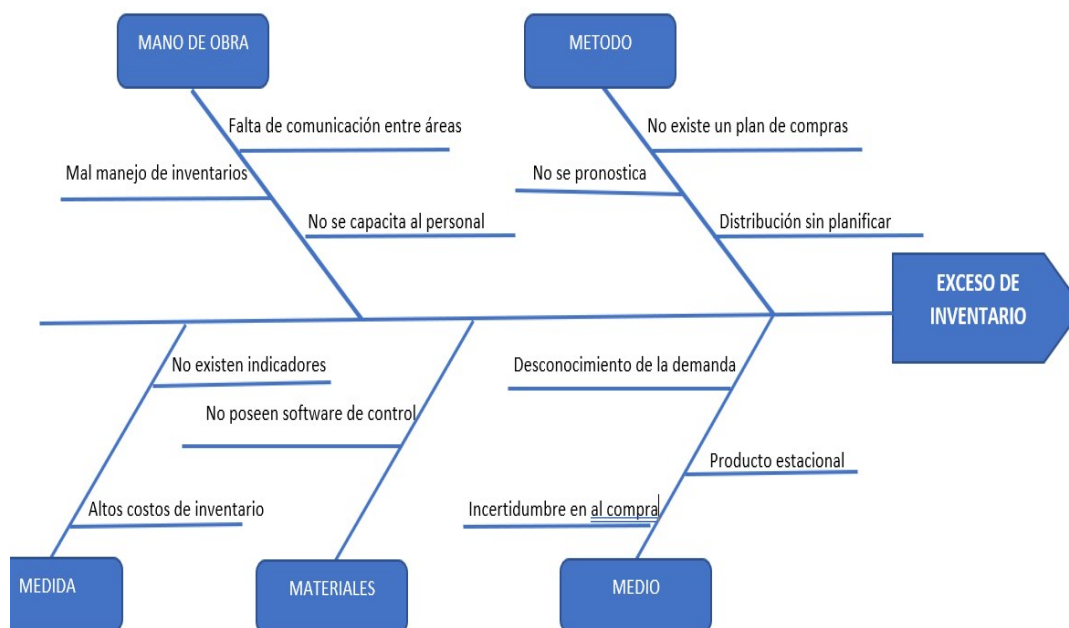 MANO DE OBRA
METODO
Falta de comunicación entre áreas
No existe un plan de compras
Mal manejo de inventarios
No se pronostica
No se capacita al personal
Distribución sin planificar
EXCESO DE
INVENTARIO
No existen indicadores
Desconocimiento de la demanda
No poseen software de control
Producto estacional
Altos costos de inventario
Incertidumbre en al compra
MEDIDA
MATERIALES
MEDIO